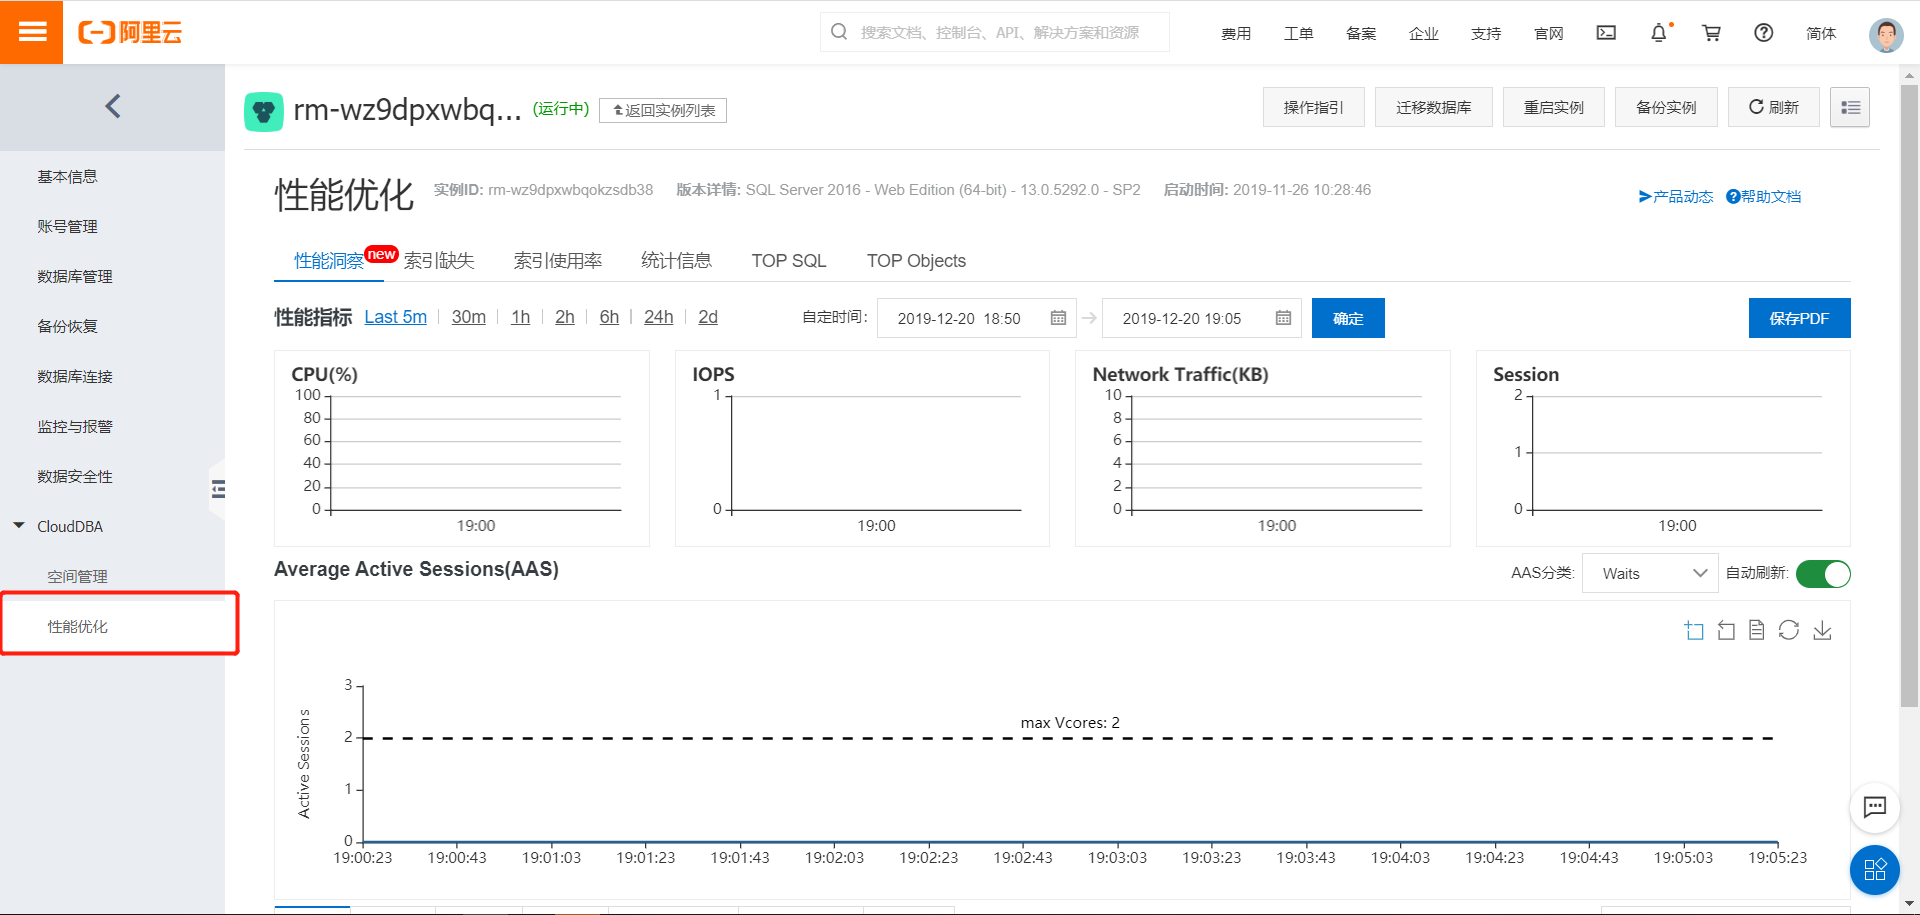 阿里云
搜索文档、控制台、API、解决方案和资源
费用 工单 备案 企业 支持 官网 简体
基本信息
账号管理
数据库管理
备份恢复
数据库连接
监控与报警
数据安全性
CloudDBA
空间管理
性能优化
rm-wz9dpxwbq... (运行中) 返回实例列表
操作指引 迁移数据库 重启实例 备份实例 刷新
性能优化 实例ID: rm-wz9dpxwbqokzsdb38 版本详情: SQL Server 2016 - Web Edition (64-bit) - 13.0.5292.0 - SP2 启动时间: 2019-11-26 10:28:46
产品动态 帮助文档
性能洞察 new 索引缺失 索引使用率 统计信息 TOP SQL TOP Objects
性能指标 Last 5m 30m 1h 2h 6h 24h 2d 自定时间: 2019-12-20 18:50 2019-12-20 19:05 确定 保存PDF
CPU(%)
100
80
60
40
20
0
19:00
IOPS
1
0
19:00
Network Traffic(KB)
10
8
6
4
2
0
19:00
Session
2
1
0
19:00
Average Active Sessions(AAS)
AAS分类: Waits 自动刷新:
Active Sessions
3
2
1
0
max Vcores: 2
19:00:23 19:00:43 19:01:03 19:01:23 19:01:43 19:02:03 19:02:23 19:02:43 19:03:03 19:03:23 19:03:43 19:04:03 19:04:23 19:04:43 19:05:03 19:05:23